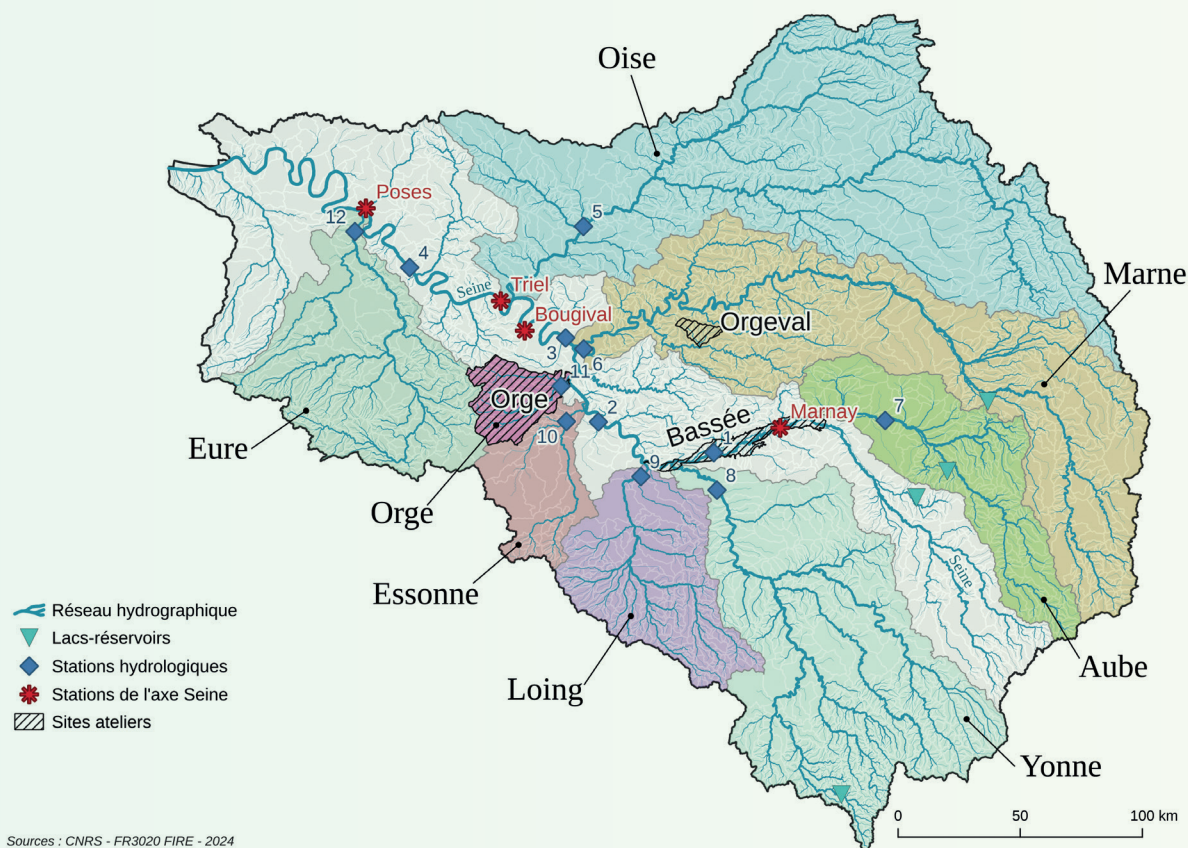 Oise
Poses
12
5
4
Seine
Triel
Marne
Bougival
Orgeval
3
6
11
Orge
2
Bassée
Marnay
7
10
1
Eure
9
8
Orge
Seine
Essonne
Réseau hydrographique
Lacs-réservoirs
Stations hydrologiques
Stations de l'axe Seine
Sites ateliers
Loing
Aube
Yonne
0 50 100 km
Sources : CNRS - FR3020 FIRE - 2024